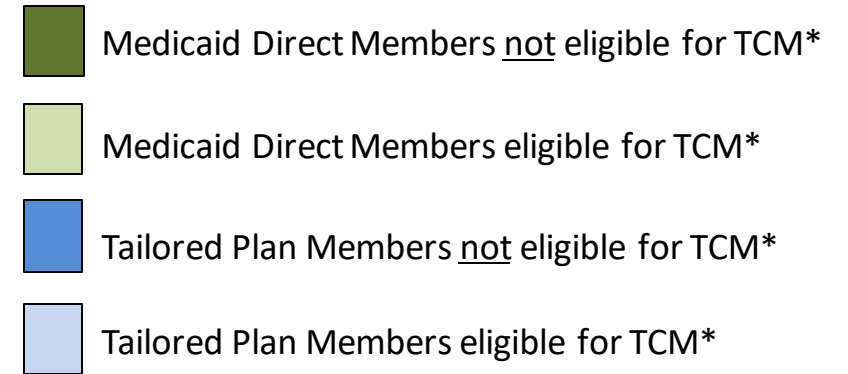 Medicaid Direct Members not eligible for TCM*
Medicaid Direct Members eligible for TCM*
Tailored Plan Members not eligible for TCM*
Tailored Plan Members eligible for TCM*